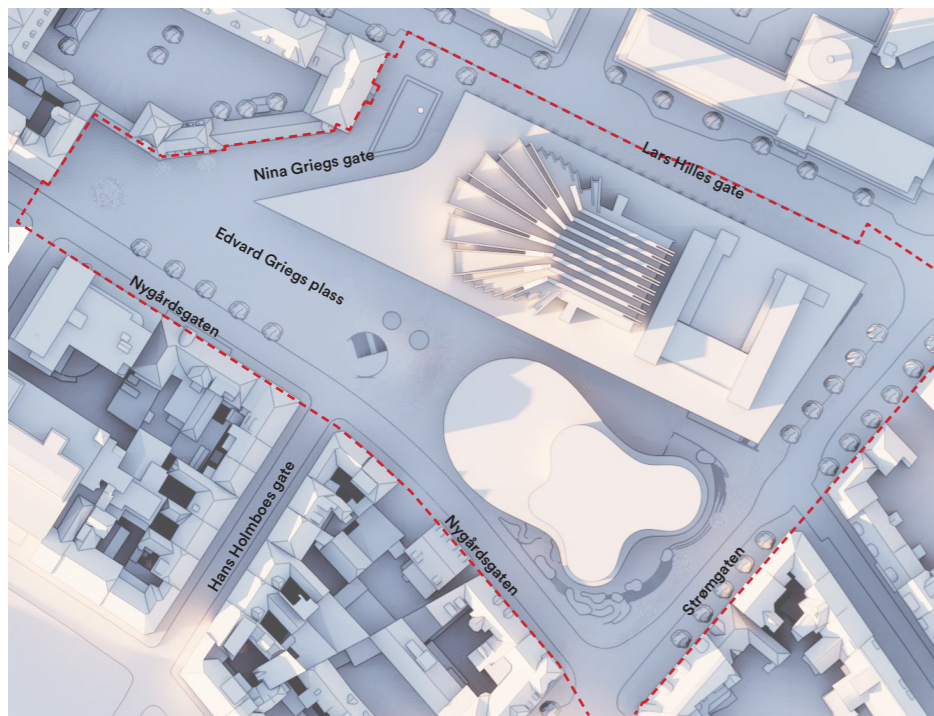 Lars Hilles gate
Nina Griegs gate
Edvard Griegs plass
Nygårdsgaten
Hans Holmboes gate
Nygårdsgaten
Strømgaten